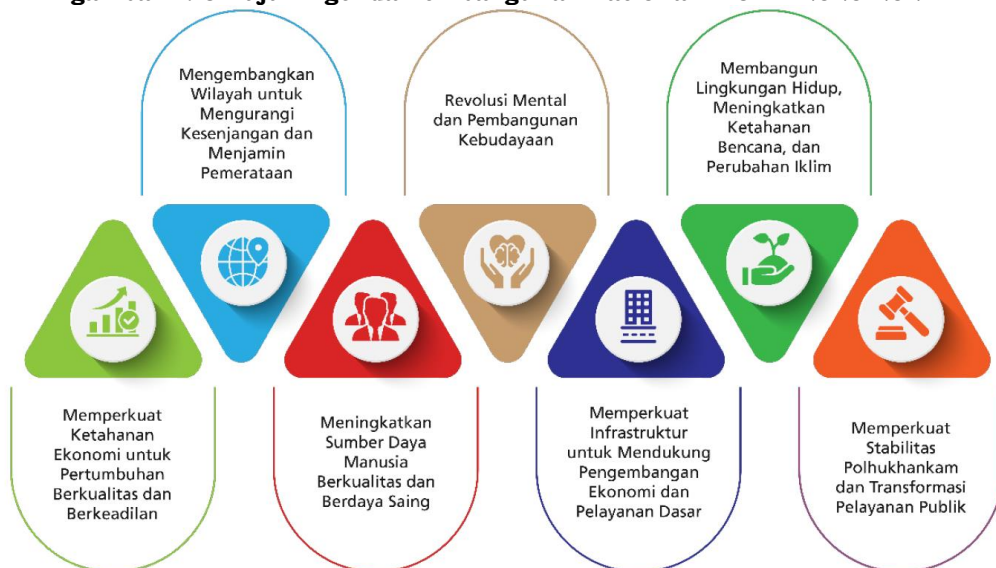 Mengembangkan
Wilayah untuk
Mengurangi
Kesenjangan dan
Menjamin
Pemerataan
Revolusi Mental
dan Pembangunan
Kebudayaan
Membangun
Lingkungan Hidup,
Meningkatkan
Ketahanan
Bencana, dan
Perubahan Iklim
Memperkuat
Ketahanan
Ekonomi untuk
Pertumbuhan
Berkualitas dan
Berkeadilan
Meningkatkan
Sumber Daya
Manusia
Berkualitas dan
Berdaya Saing
Memperkuat
Infrastruktur
untuk Mendukung
Pengembangan
Ekonomi dan
Pelayanan Dasar
Memperkuat
Stabilitas
Polhukhankam
dan Transformasi
Pelayanan Publik